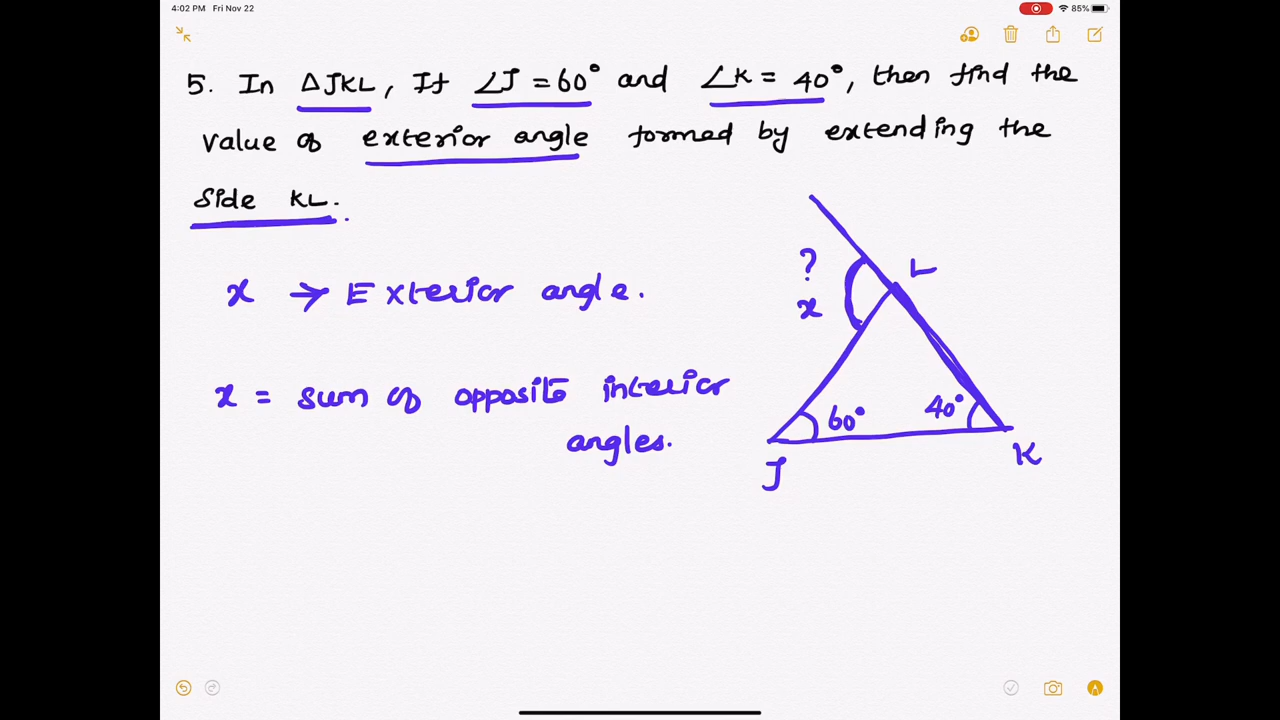 4:02 PM Fri Nov 22
85%
5. In ΔJKL, If ∠J = 60° and ∠K = 40°, then find the
value of exterior angle formed by extending the
side KL.
x → Exterior angle.
x = sum of opposite interior
angles.
?
x
L
60°
40°
J
K